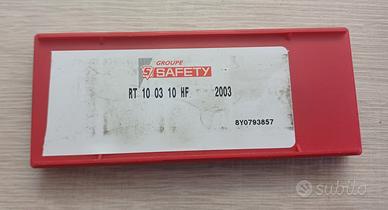 GROUPE
SAFETY
RT 10 03 10 HF 2003
8Y0793857
subito